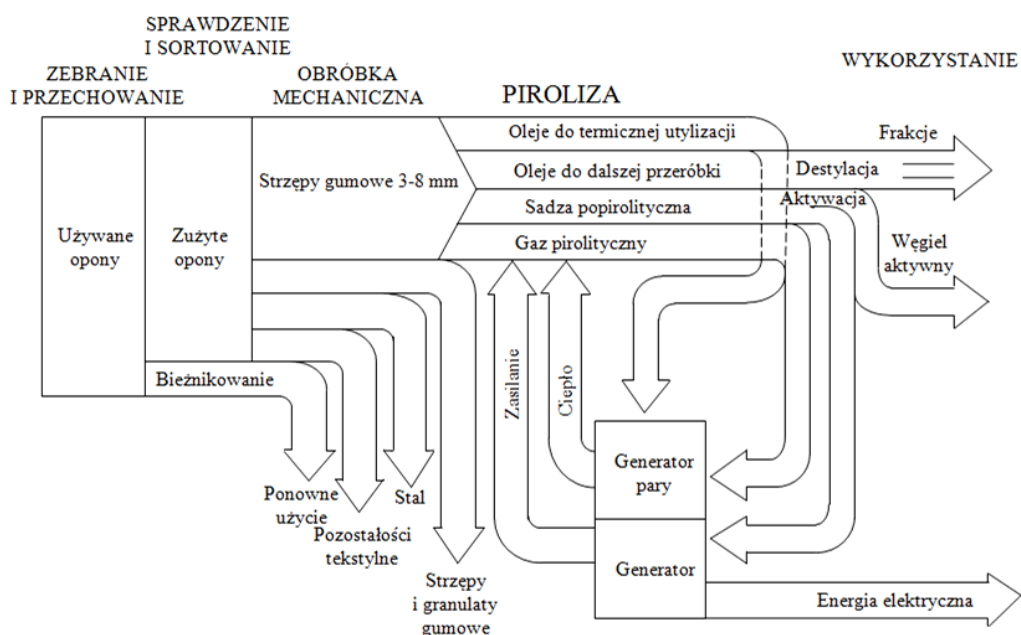 SPRAWDZENIE
I SORTOWANIE
ZEBRANIE
I PRZECHOWANIE
OBRÓBKA
MECHANICZNA
PIROLIZA
WYKORZYSTANIE
Oleje do termicznej utylizacji
Frakcje
Strzępy gumowe 3-8 mm
Oleje do dalszej przeróbki
Destylacja
Sadza popirolityczna
Aktywacja
Używane
opony
Zużyte
opony
Gaz pirolityczny
Węgiel
aktywny
Bieżnikowanie
Zasilanie
Ciepło
Generator
pary
Ponowne
użycie
Stal
Pozostałości
tekstylne
Generator
Strzępy
i granulaty
gumowe
Energia elektryczna